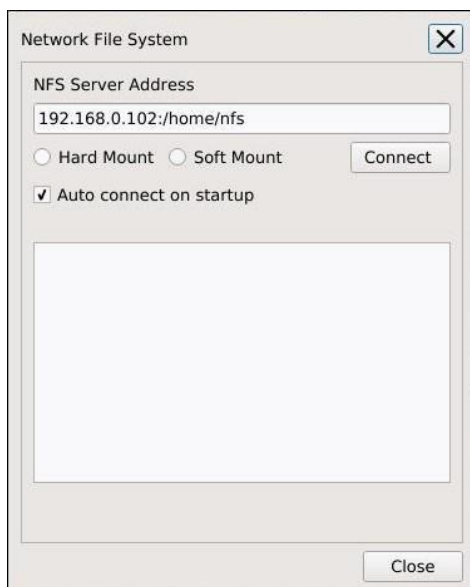 Network File System
NFS Server Address
192.168.0.102:/home/nfs
Hard Mount Soft Mount Connect
Auto connect on startup
Close